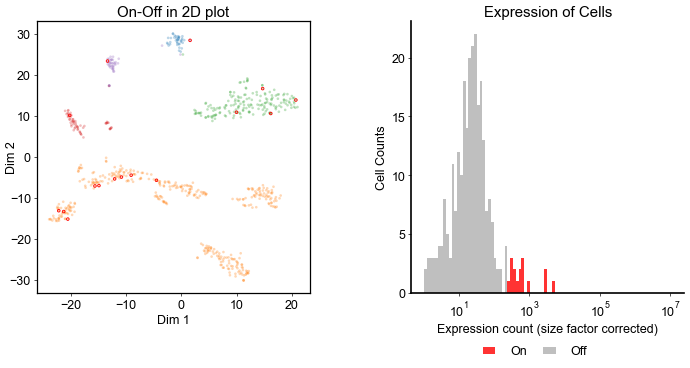 On-Off in 2D plot
Expression of Cells
Dim 2
30
20
10
0
−10
−20
−30
−20
−10
0
10
20
Dim 1
Cell Counts
20
15
10
5
0
10^1
10^3
10^5
10^7
Expression count (size factor corrected)
On
Off